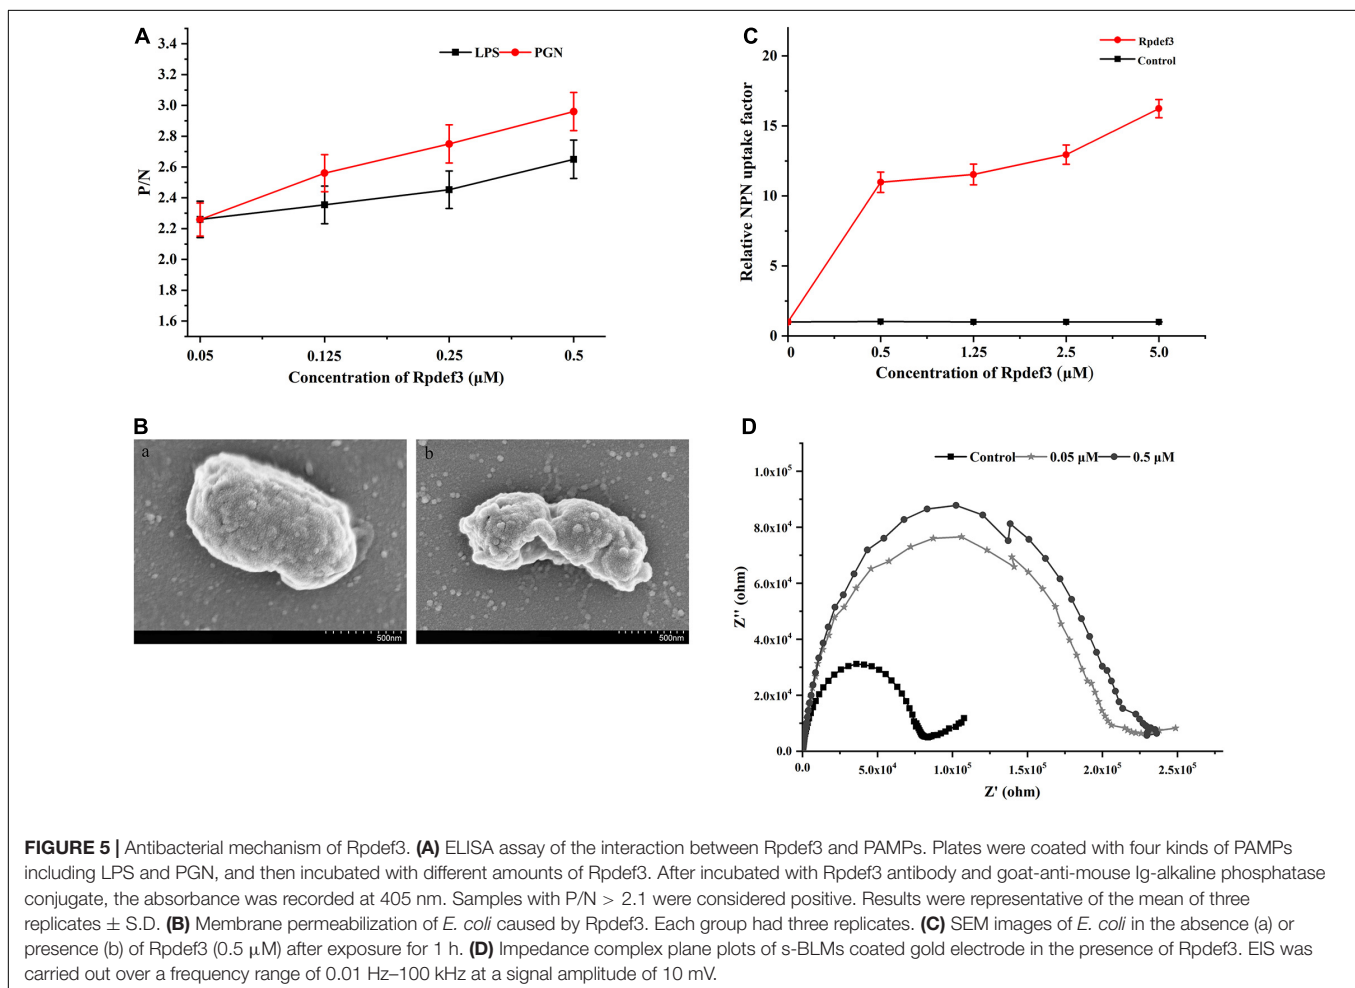 A
3.4
3.2
3.0
2.8
2.6
2.4
2.2
2.0
1.8
1.6
P/N
LPS PGN
0.05 0.125 0.25 0.5
Concentration of Rpdef3 (µM)
C
20
15
10
5
0
Relative NPN uptake factor
Rpdef3
Control
0 0.5 1.25 2.5 5.0
Concentration of Rpdef3 (µM)
B
a
500nm
b
500nm
D
1.0x10⁵
8.0x10⁴
6.0x10⁴
4.0x10⁴
2.0x10⁴
0.0
Z'' (ohm)
Control 0.05 µM 0.5 µM
0.0 5.0x10⁴ 1.0x10⁵ 1.5x10⁵ 2.0x10⁵ 2.5x10⁵
Z' (ohm)
FIGURE 5 | Antibacterial mechanism of Rpdef3. (A) ELISA assay of the interaction between Rpdef3 and PAMPs. Plates were coated with four kinds of PAMPs
including LPS and PGN, and then incubated with different amounts of Rpdef3. After incubated with Rpdef3 antibody and goat-anti-mouse Ig-alkaline phosphatase
conjugate, the absorbance was recorded at 405 nm. Samples with P/N > 2.1 were considered positive. Results were representative of the mean of three
replicates ± S.D. (B) Membrane permeabilization of E. coli caused by Rpdef3. Each group had three replicates. (C) SEM images of E. coli in the absence (a) or
presence (b) of Rpdef3 (0.5 µM) after exposure for 1 h. (D) Impedance complex plane plots of s-BLMs coated gold electrode in the presence of Rpdef3. EIS was
carried out over a frequency range of 0.01 Hz–100 kHz at a signal amplitude of 10 mV.